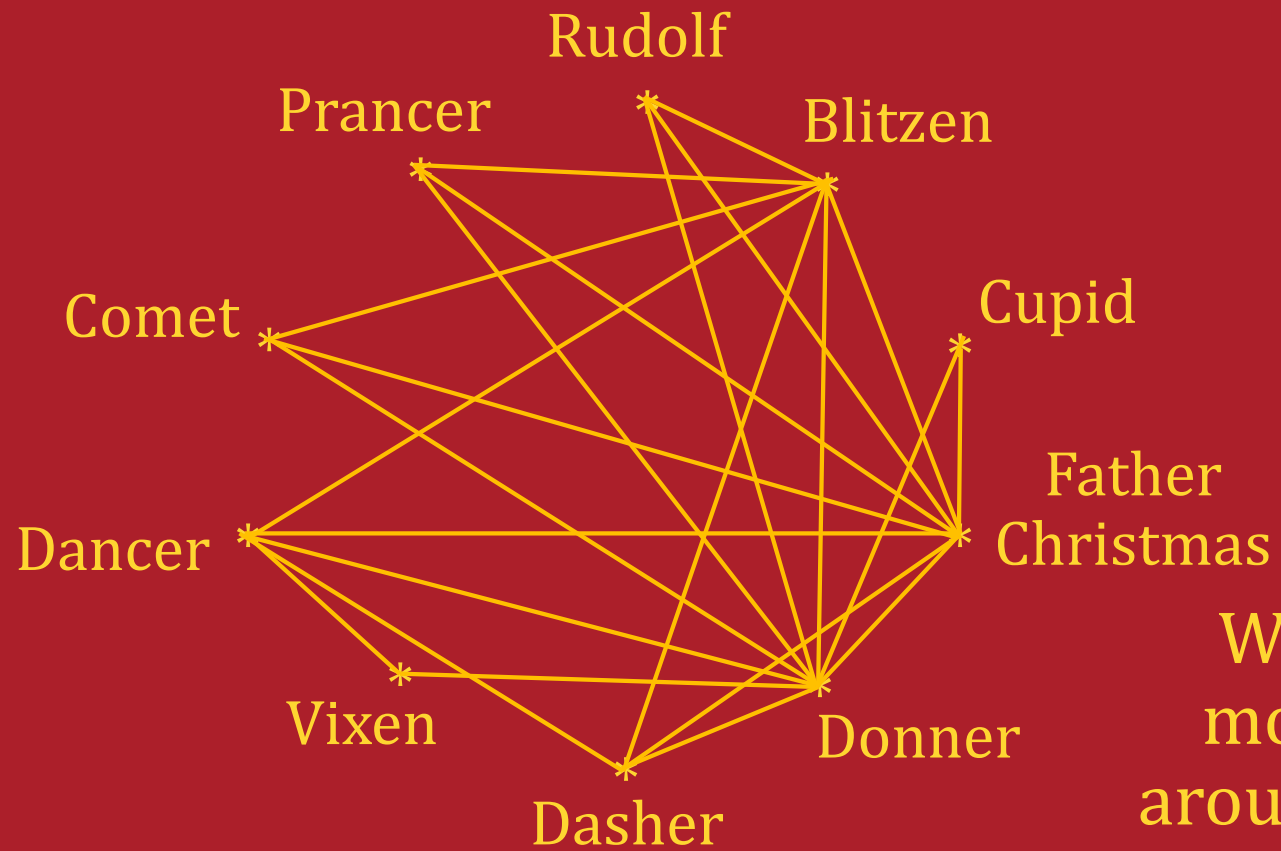 Rudolf
Prancer
Blitzen
Comet
Cupid
Father
Christmas
Dancer
Vixen
Donner
Dasher